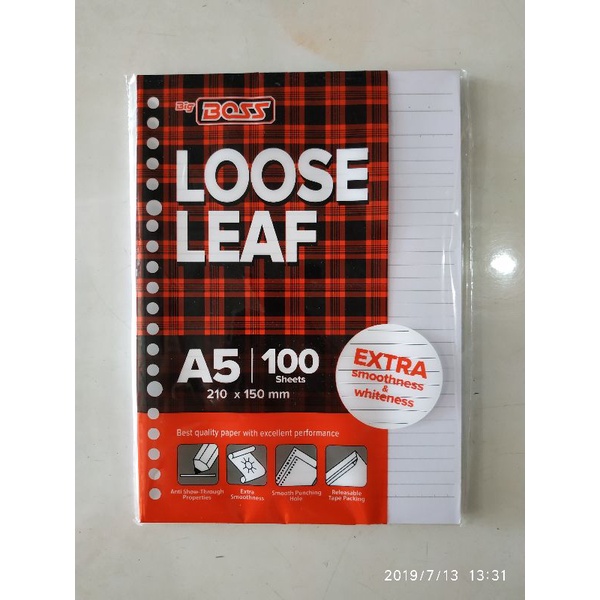 Big BOSS
LOOSE
LEAF
A5 | 100
Sheets
210 x 150 mm
EXTRA
smoothness
&
whiteness
Best quality paper with excellent performance
Anti Show-Through
Properties
Extra
Smoothness
Smooth Punching
Hole
Releasable
Tape Packing
2019/7/13 13:31